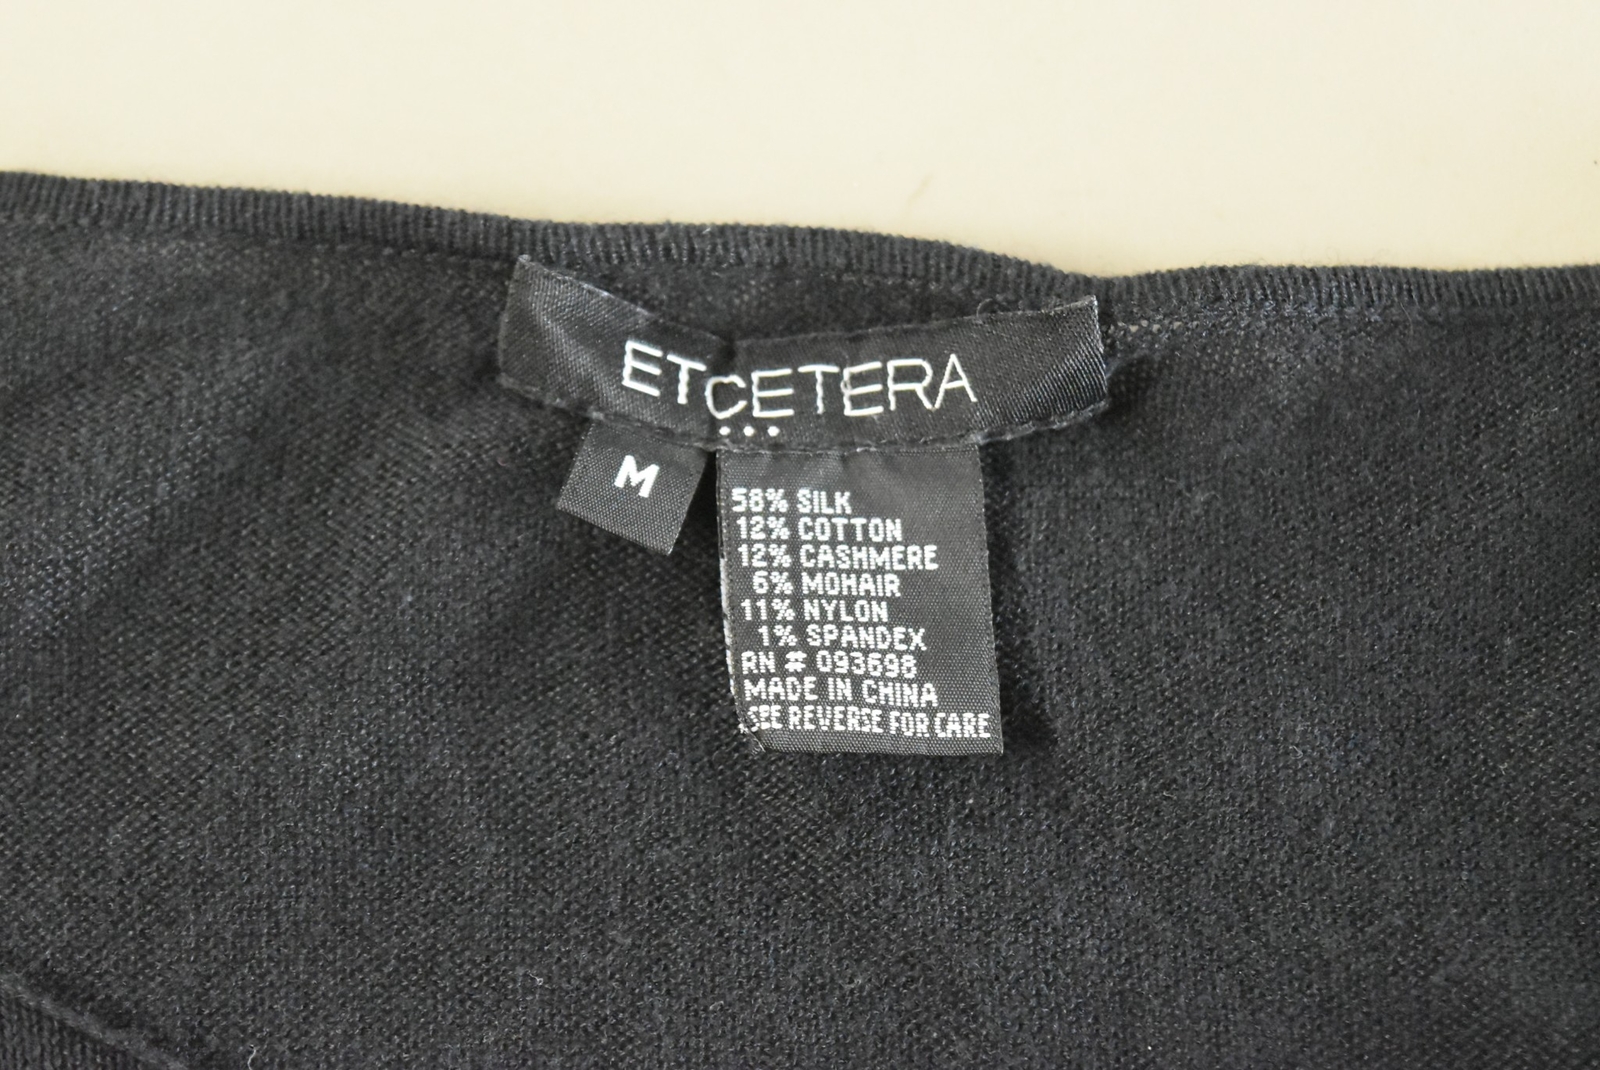 ETCETERA
...
M
58% SILK
12% COTTON
12% CASHMERE
6% MOHAIR
11% NYLON
1% SPANDEX
RN # 093698
MADE IN CHINA
SEE REVERSE FOR CARE